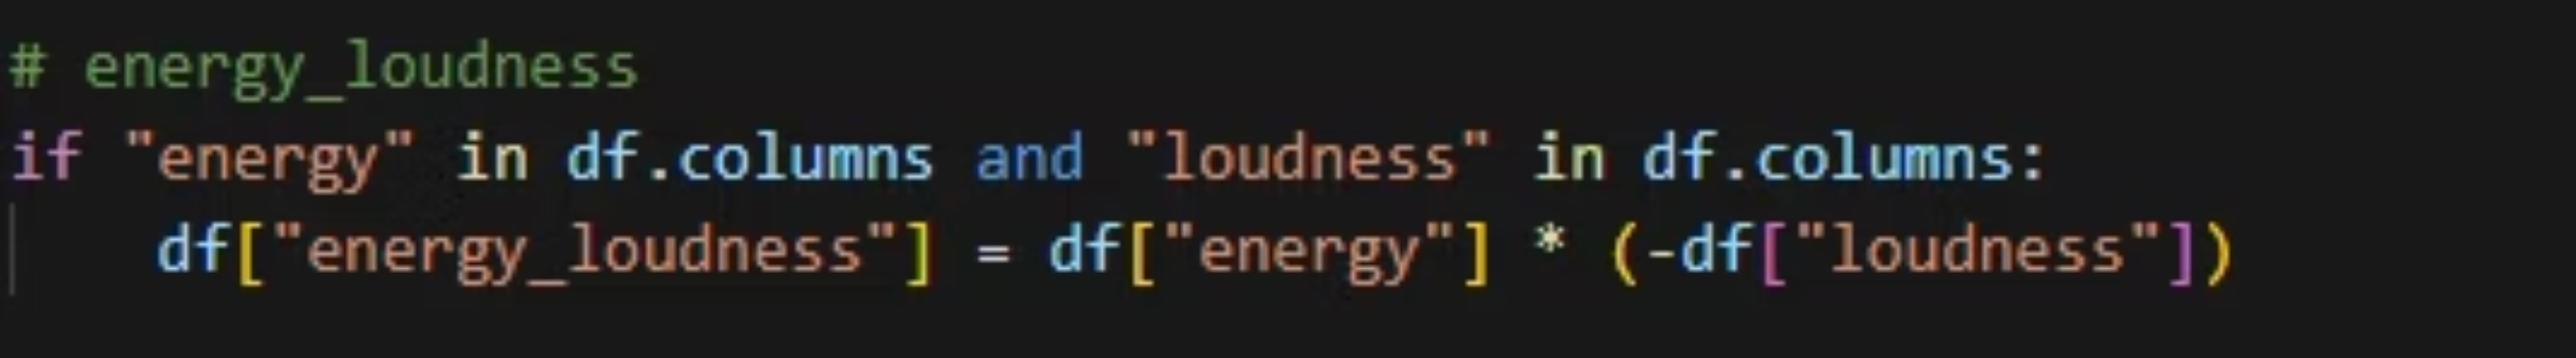 # energy_loudness
if "energy" in df.columns and "loudness" in df.columns:
    df["energy_loudness"] = df["energy"] * (-df["loudness"])